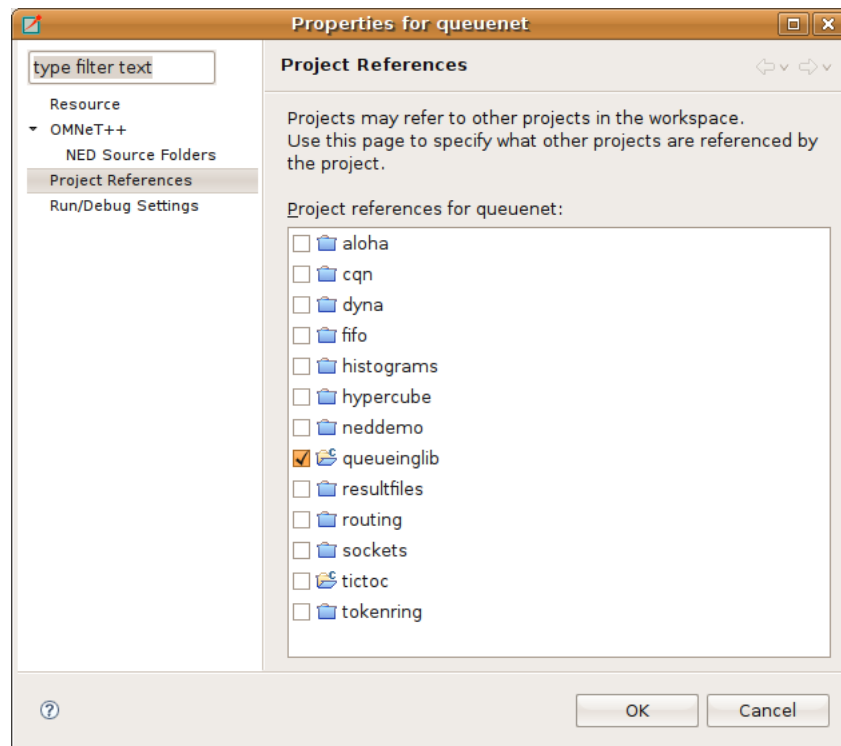 Properties for queuenet
type filter text
Resource
OMNeT++
NED Source Folders
Project References
Run/Debug Settings
Project References
Projects may refer to other projects in the workspace.
Use this page to specify what other projects are referenced by
the project.
Project references for queuenet:
aloha
cqn
dyna
fifo
histograms
hypercube
neddemo
queueinglib
resultfiles
routing
sockets
tictoc
tokenring
OK
Cancel